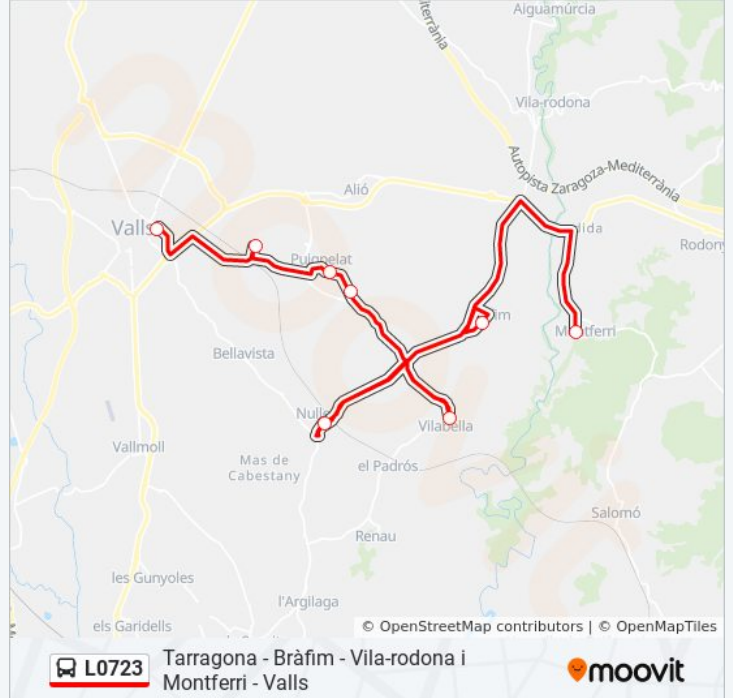 Aiguamúrcia
Vila-rodona
Autopista Zaragoza-Mediterrània
Alió
Valls
Puigpelat
Rodony
Montferri
Bellavista
Nulles
Vilabella
Vallmoll
Mas de
Cabestany
el Padrós
Salomó
Renau
les Gunyoles
l'Argilaga
els Garidells
© OpenStreetMap contributors | © OpenMapTiles
L0723
Tarragona - Bràfim - Vila-rodona i
Montferri - Valls
moovit